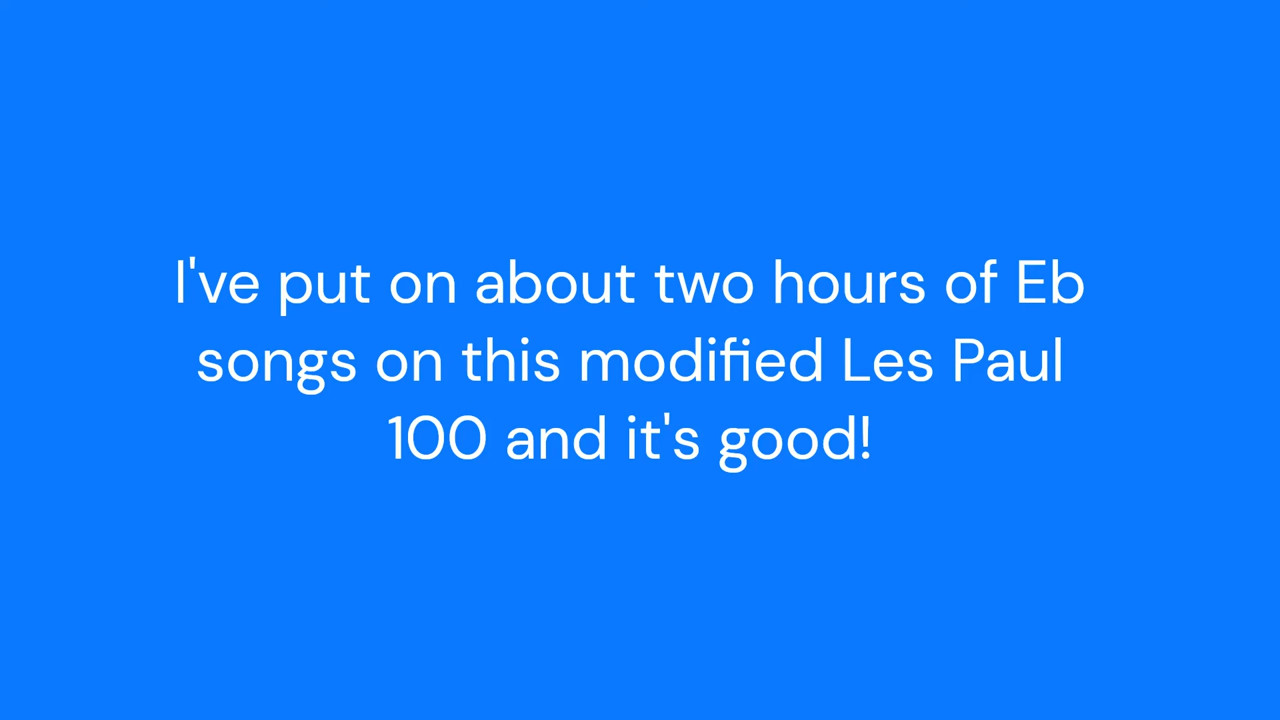 I've put on about two hours of Eb
songs on this modified Les Paul
100 and it's good!